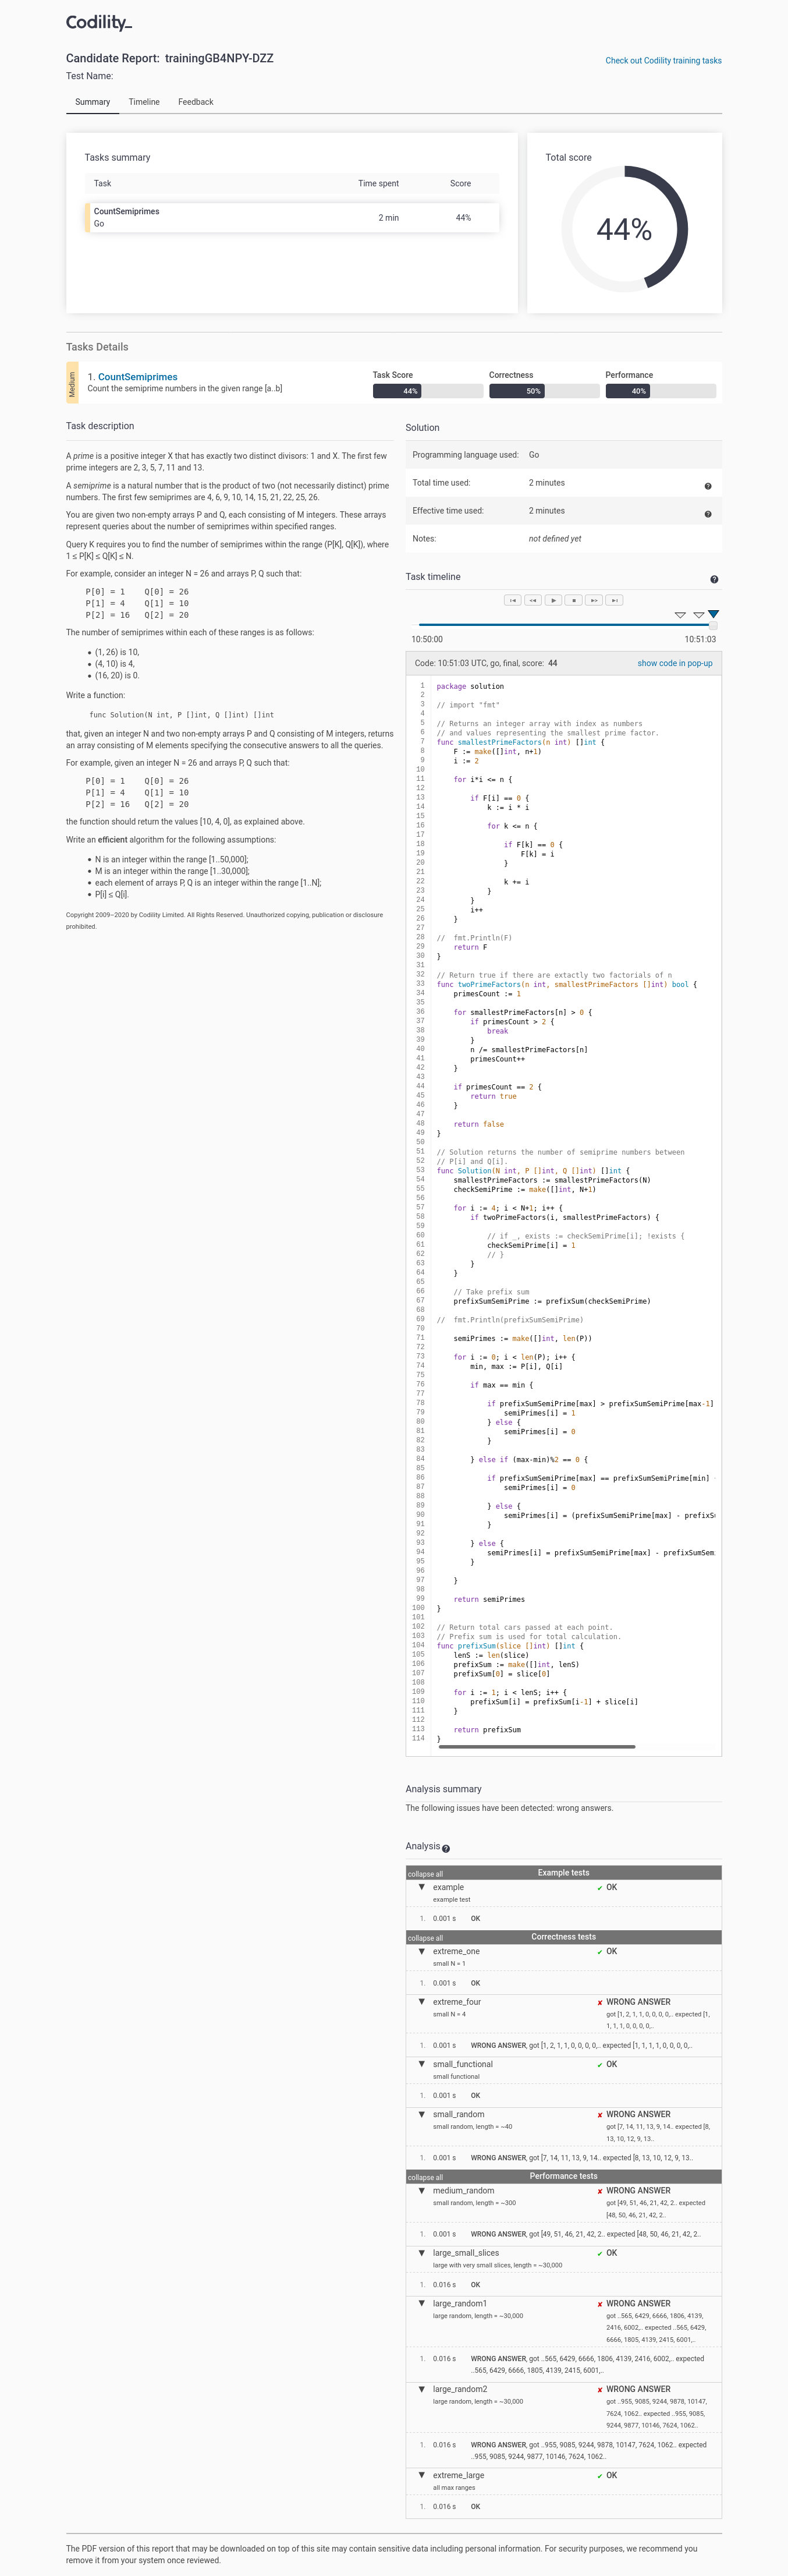 Codility_
Candidate Report: trainingGB4NPY-DZZ
Check out Codility training tasks
Test Name:
Summary Timeline Feedback
Tasks summary
Task Time spent Score
CountSemiprimes
Go
2 min 44%
Total score
44%
Tasks Details
Medium
1. CountSemiprimes
Count the semiprime numbers in the given range [a..b]
Task Score
44%
Correctness
50%
Performance
40%
Task description
A prime is a positive integer X that has exactly two distinct divisors: 1 and X. The first few
prime integers are 2, 3, 5, 7, 11 and 13.
A semiprime is a natural number that is the product of two (not necessarily distinct) prime
numbers. The first few semiprimes are 4, 6, 9, 10, 14, 15, 21, 22, 25, 26.
You are given two non-empty arrays P and Q, each consisting of M integers. These arrays
represent queries about the number of semiprimes within specified ranges.
Query K requires you to find the number of semiprimes within the range (P[K], Q[K]), where
1 ≤ P[K] ≤ Q[K] ≤ N.
For example, consider an integer N = 26 and arrays P, Q such that:
P[0] = 1    Q[0] = 26
P[1] = 4    Q[1] = 10
P[2] = 16   Q[2] = 20
The number of semiprimes within each of these ranges is as follows:
• (1, 26) is 10,
• (4, 10) is 4,
• (16, 20) is 0.
Write a function:
func Solution(N int, P []int, Q []int) []int
that, given an integer N and two non-empty arrays P and Q consisting of M integers, returns
an array consisting of M elements specifying the consecutive answers to all the queries.
For example, given an integer N = 26 and arrays P, Q such that:
P[0] = 1    Q[0] = 26
P[1] = 4    Q[1] = 10
P[2] = 16   Q[2] = 20
the function should return the values [10, 4, 0], as explained above.
Write an efficient algorithm for the following assumptions:
• N is an integer within the range [1..50,000];
• M is an integer within the range [1..30,000];
• each element of arrays P, Q is an integer within the range [1..N];
• P[i] ≤ Q[i].
Copyright 2009–2020 by Codility Limited. All Rights Reserved. Unauthorized copying, publication or disclosure
prohibited.
Solution
Programming language used: Go
Total time used: 2 minutes
Effective time used: 2 minutes
Notes: not defined yet
Task timeline
10:50:00 10:51:03
Code: 10:51:03 UTC, go, final, score: 44
show code in pop-up
1 package solution
2
3 // import "fmt"
4
5 // Returns an integer array with index as numbers
6 // and values representing the smallest prime factor.
7 func smallestPrimeFactors(n int) []int {
8     F := make([]int, n+1)
9     i := 2
10
11     for i*i <= n {
12
13         if F[i] == 0 {
14             k := i * i
15
16             for k <= n {
17
18                 if F[k] == 0 {
19                     F[k] = i
20                 }
21
22                 k += i
23             }
24         }
25         i++
26     }
27
28 //  fmt.Println(F)
29     return F
30 }
31
32 // Return true if there are extactly two factorials of n
33 func twoPrimeFactors(n int, smallestPrimeFactors []int) bool {
34     primesCount := 1
35
36     for smallestPrimeFactors[n] > 0 {
37         if primesCount > 2 {
38             break
39         }
40         n /= smallestPrimeFactors[n]
41         primesCount++
42     }
43
44     if primesCount == 2 {
45         return true
46     }
47
48     return false
49 }
50
51 // Solution returns the number of semiprime numbers between
52 // P[i] and Q[i].
53 func Solution(N int, P []int, Q []int) []int {
54     smallestPrimeFactors := smallestPrimeFactors(N)
55     checkSemiPrime := make([]int, N+1)
56
57     for i := 4; i < N+1; i++ {
58         if twoPrimeFactors(i, smallestPrimeFactors) {
59
60             // if _, exists := checkSemiPrime[i]; !exists {
61             checkSemiPrime[i] = 1
62             // }
63         }
64     }
65
66     // Take prefix sum
67     prefixSumSemiPrime := prefixSum(checkSemiPrime)
68
69 //  fmt.Println(prefixSumSemiPrime)
70
71     semiPrimes := make([]int, len(P))
72
73     for i := 0; i < len(P); i++ {
74         min, max := P[i], Q[i]
75
76         if max == min {
77
78             if prefixSumSemiPrime[max] > prefixSumSemiPrime[max-1]
79                 semiPrimes[i] = 1
80             } else {
81                 semiPrimes[i] = 0
82             }
83
84         } else if (max-min)%2 == 0 {
85
86             if prefixSumSemiPrime[max] == prefixSumSemiPrime[min] -
87                 semiPrimes[i] = 0
88
89             } else {
90                 semiPrimes[i] = (prefixSumSemiPrime[max] - prefixSu
91             }
92
93         } else {
94             semiPrimes[i] = prefixSumSemiPrime[max] - prefixSumSem
95         }
96
97     }
98
99     return semiPrimes
100 }
101
102 // Return total cars passed at each point.
103 // Prefix sum is used for total calculation.
104 func prefixSum(slice []int) []int {
105     lenS := len(slice)
106     prefixSum := make([]int, lenS)
107     prefixSum[0] = slice[0]
108
109     for i := 1; i < lenS; i++ {
110         prefixSum[i] = prefixSum[i-1] + slice[i]
111     }
112
113     return prefixSum
114 }
Analysis summary
The following issues have been detected: wrong answers.
Analysis
collapse all Example tests
▼ example ✔ OK
example test
1. 0.001 s OK
collapse all Correctness tests
▼ extreme_one ✔ OK
small N = 1
1. 0.001 s OK
▼ extreme_four ✘ WRONG ANSWER
small N = 4
got [1, 2, 1, 1, 0, 0, 0, 0,.. expected [1,
1, 1, 1, 0, 0, 0, 0,..
1. 0.001 s WRONG ANSWER, got [1, 2, 1, 1, 0, 0, 0, 0,.. expected [1, 1, 1, 1, 0, 0, 0, 0,..
▼ small_functional ✔ OK
small functional
1. 0.001 s OK
▼ small_random ✘ WRONG ANSWER
small random, length = ~40
got [7, 14, 11, 13, 9, 14.. expected [8,
13, 10, 12, 9, 13..
1. 0.001 s WRONG ANSWER, got [7, 14, 11, 13, 9, 14.. expected [8, 13, 10, 12, 9, 13..
collapse all Performance tests
▼ medium_random ✘ WRONG ANSWER
small random, length = ~300
got [49, 51, 46, 21, 42, 2.. expected
[48, 50, 46, 21, 42, 2..
1. 0.001 s WRONG ANSWER, got [49, 51, 46, 21, 42, 2.. expected [48, 50, 46, 21, 42, 2..
▼ large_small_slices ✔ OK
large with very small slices, length = ~30,000
1. 0.016 s OK
▼ large_random1 ✘ WRONG ANSWER
large random, length = ~30,000
got ..565, 6429, 6666, 1806, 4139,
2416, 6002,.. expected ..565, 6429,
6666, 1805, 4139, 2415, 6001,..
1. 0.016 s WRONG ANSWER, got ..565, 6429, 6666, 1806, 4139, 2416, 6002,.. expected
..565, 6429, 6666, 1805, 4139, 2415, 6001,..
▼ large_random2 ✘ WRONG ANSWER
large random, length = ~30,000
got ..955, 9085, 9244, 9878, 10147,
7624, 1062.. expected ..955, 9085,
9244, 9877, 10146, 7624, 1062..
1. 0.016 s WRONG ANSWER, got ..955, 9085, 9244, 9878, 10147, 7624, 1062.. expected
..955, 9085, 9244, 9877, 10146, 7624, 1062..
▼ extreme_large ✔ OK
all max ranges
1. 0.016 s OK
The PDF version of this report that may be downloaded on top of this site may contain sensitive data including personal information. For security purposes, we recommend you
remove it from your system once reviewed.